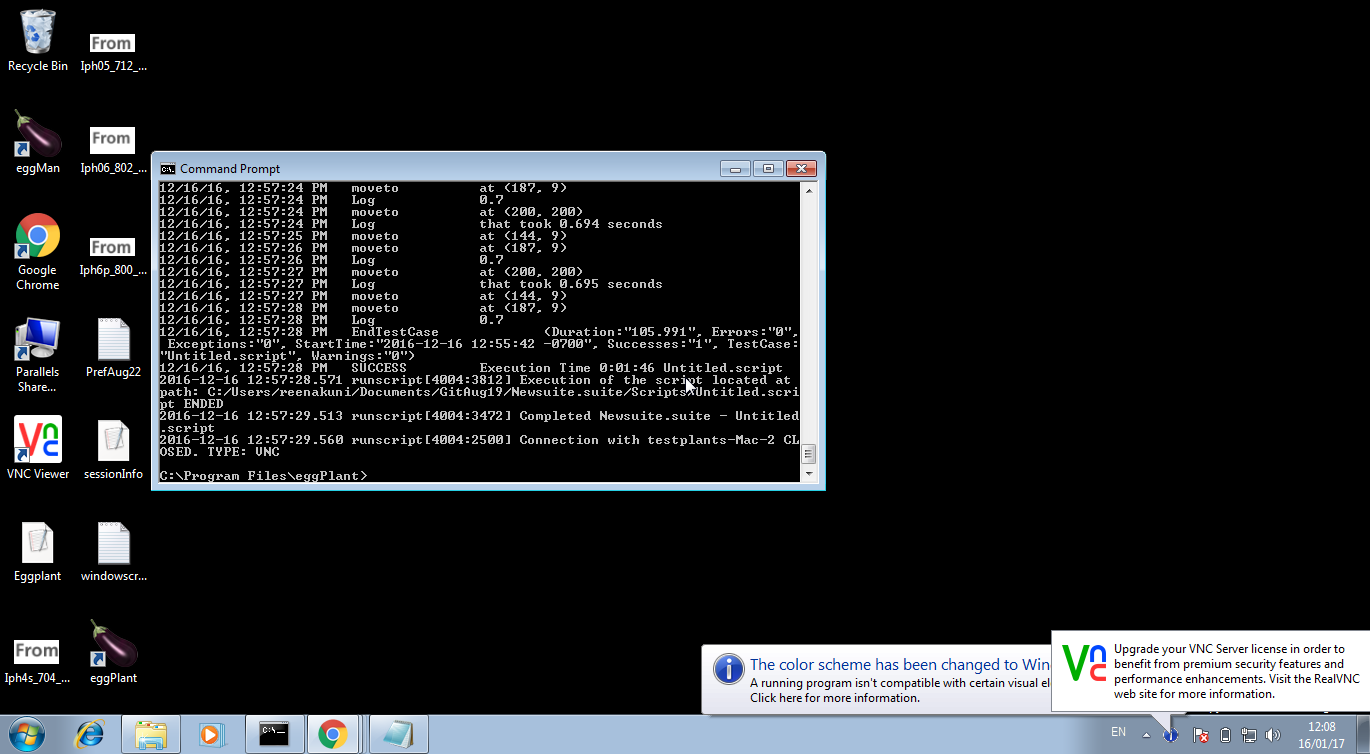 Recycle Bin
From
Iph05_712_...
eggMan
From
Iph06_802_...
Google
Chrome
From
Iph6p_800_...
Parallels
Share...
PrefAug22
VNC Viewer
sessionInfo
Eggplant
windowscr...
From
Iph4s_704_...
eggPlant
Command Prompt
12/16/16, 12:57:24 PM moveto at (187, 9)
12/16/16, 12:57:24 PM Log 0.7
12/16/16, 12:57:24 PM moveto at (200, 200)
12/16/16, 12:57:24 PM Log that took 0.694 seconds
12/16/16, 12:57:25 PM moveto at (144, 9)
12/16/16, 12:57:26 PM moveto at (187, 9)
12/16/16, 12:57:26 PM Log 0.7
12/16/16, 12:57:27 PM moveto at (200, 200)
12/16/16, 12:57:27 PM Log that took 0.695 seconds
12/16/16, 12:57:27 PM moveto at (144, 9)
12/16/16, 12:57:28 PM moveto at (187, 9)
12/16/16, 12:57:28 PM Log 0.7
12/16/16, 12:57:28 PM EndTestCase (Duration:"105.991", Errors:"0",
Exceptions:"0", StartTime:"2016-12-16 12:55:42 -0700", Successes:"1", TestCase:
"Untitled.script", Warnings:"0")
12/16/16, 12:57:28 PM SUCCESS Execution Time 0:01:46 Untitled.script
2016-12-16 12:57:28.571 runscript[4004:3812] Execution of the script located at
path: C:/Users/reenakuni/Documents/GitAug19/Newsuite.suite/Scripts/Untitled.scri
pt ENDED
2016-12-16 12:57:29.513 runscript[4004:3472] Completed Newsuite.suite - Untitled
.script
2016-12-16 12:57:29.560 runscript[4004:2500] Connection with testplants-Mac-2 CL
OSED. TYPE: VNC
C:\Program Files\eggPlant>
The color scheme has been changed to Win
A running program isn't compatible with certain visual el
Click here for more information.
Upgrade your VNC Server license in order to
benefit from premium security features and
performance enhancements. Visit the RealVNC
web site for more information.
EN
12:08
16/01/17